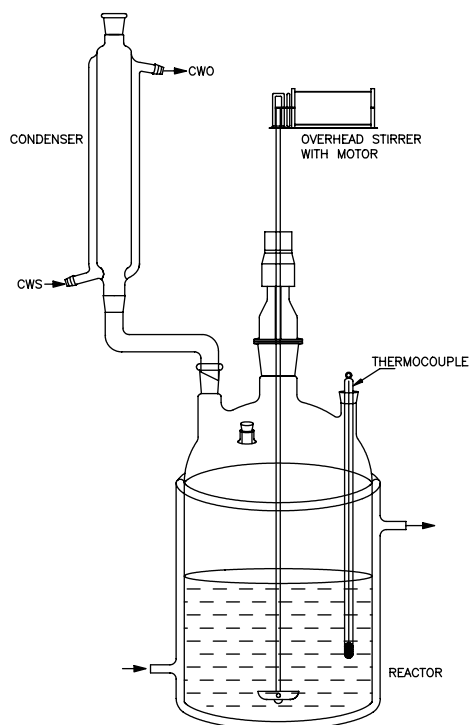 CWO
CONDENSER
OVERHEAD STIRRER
WITH MOTOR
CWS
THERMOCOUPLE
REACTOR